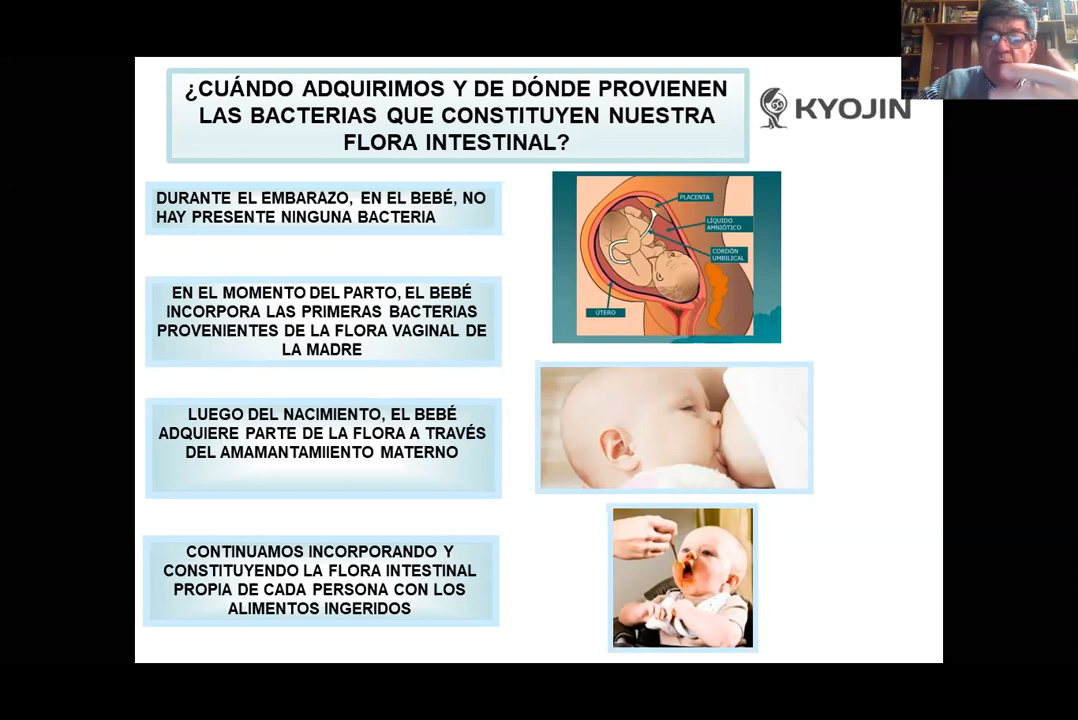 ¿CUÁNDO ADQUIRIMOS Y DE DÓNDE PROVIENEN
LAS BACTERIAS QUE CONSTITUYEN NUESTRA
FLORA INTESTINAL?
KYOJIN
DURANTE EL EMBARAZO, EN EL BEBÉ, NO
HAY PRESENTE NINGUNA BACTERIA
PLACENTA
LÍQUIDO
AMNIÓTICO
CORDÓN
UMBILICAL
UTERO
EN EL MOMENTO DEL PARTO, EL BEBÉ
INCORPORA LAS PRIMERAS BACTERIAS
PROVENIENTES DE LA FLORA VAGINAL DE
LA MADRE
LUEGO DEL NACIMIENTO, EL BEBÉ
ADQUIERE PARTE DE LA FLORA A TRAVÉS
DEL AMAMANTAMIIENTO MATERNO
CONTINUAMOS INCORPORANDO Y
CONSTITUYENDO LA FLORA INTESTINAL
PROPIA DE CADA PERSONA CON LOS
ALIMENTOS INGERIDOS